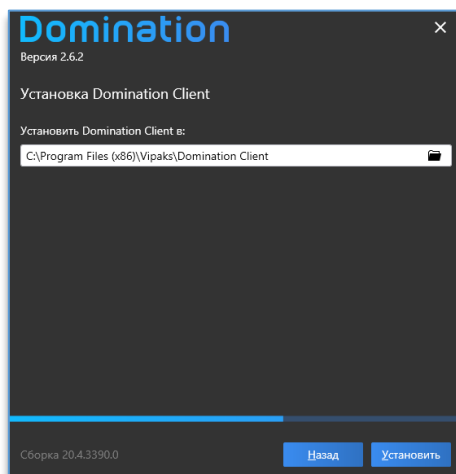 Domination
Версия 2.6.2
Установка Domination Client
Установить Domination Client в:
C:\Program Files (x86)\Vipaks\Domination Client
Сборка 20.4.3390.0
Назад
Установить